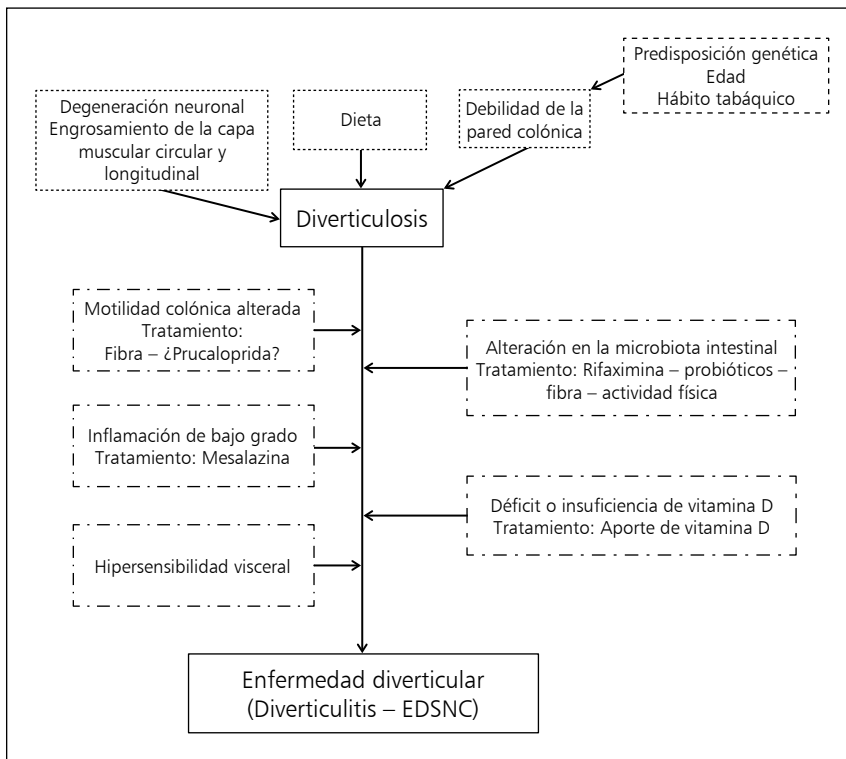 Predisposición genética
Edad
Hábito tabáquico
Degeneración neuronal
Engrosamiento de la capa
muscular circular y
longitudinal
Dieta
Debilidad de la
pared colónica
Diverticulosis
Motilidad colónica alterada
Tratamiento:
Fibra – ¿Prucaloprida?
Alteración en la microbiota intestinal
Tratamiento: Rifaximina – probióticos –
fibra – actividad física
Inflamación de bajo grado
Tratamiento: Mesalazina
Déficit o insuficiencia de vitamina D
Tratamiento: Aporte de vitamina D
Hipersensibilidad visceral
Enfermedad diverticular
(Diverticulitis – EDSNC)